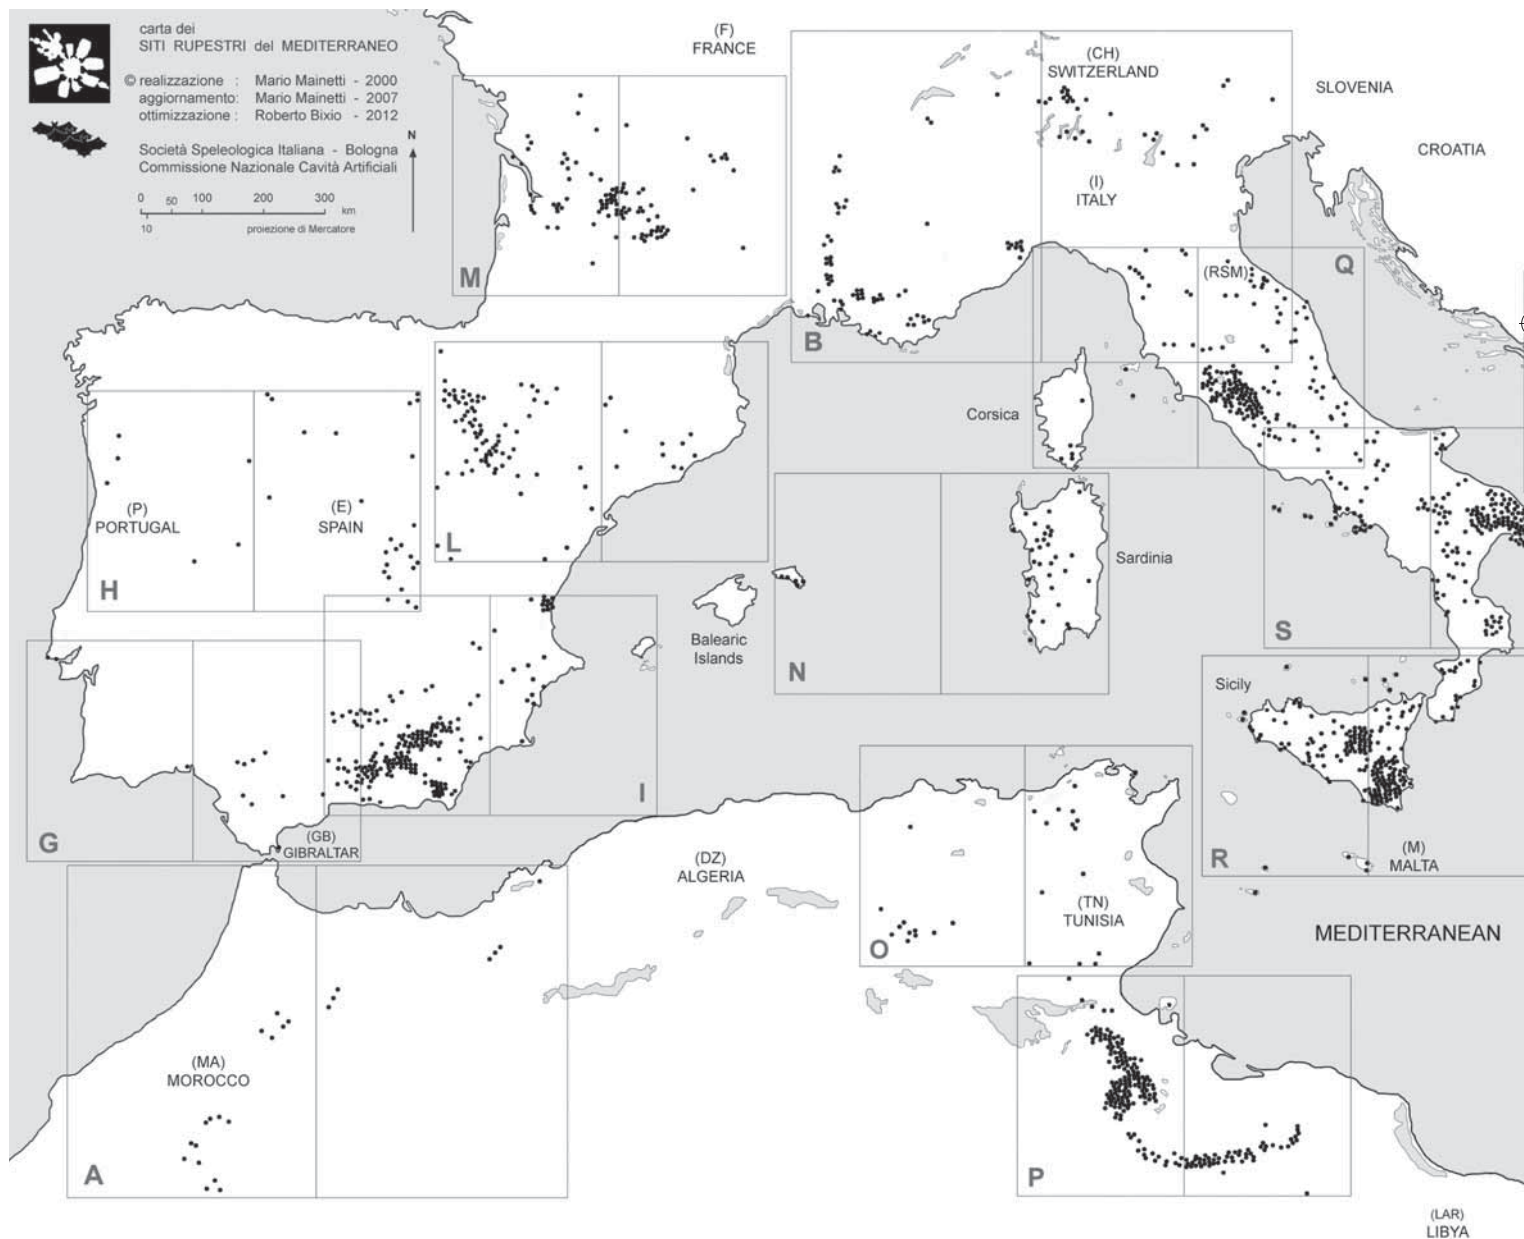 carta dei
SITI RUPESTRI del MEDITERRANEO
© realizzazione : Mario Mainetti - 2000
aggiornamento: Mario Mainetti - 2007
ottimizzazione : Roberto Bixio - 2012
Società Speleologica Italiana - Bologna
Commissione Nazionale Cavità Artificiali
N
0 50 100 200 300
km
10 proiezione di Mercatore
(F)
FRANCE
(CH)
SWITZERLAND
SLOVENIA
CROATIA
(I)
ITALY
(RSM)
Q
M
B
Corsica
(P)
PORTUGAL
(E)
SPAIN
L
H
Sardinia
Balearic
Islands
N
S
Sicily
G
(GB)
GIBRALTAR
I
R
(M)
MALTA
(DZ)
ALGERIA
(TN)
TUNISIA
O
MEDITERRANEAN
(MA)
MOROCCO
A
P
(LAR)
LIBYA